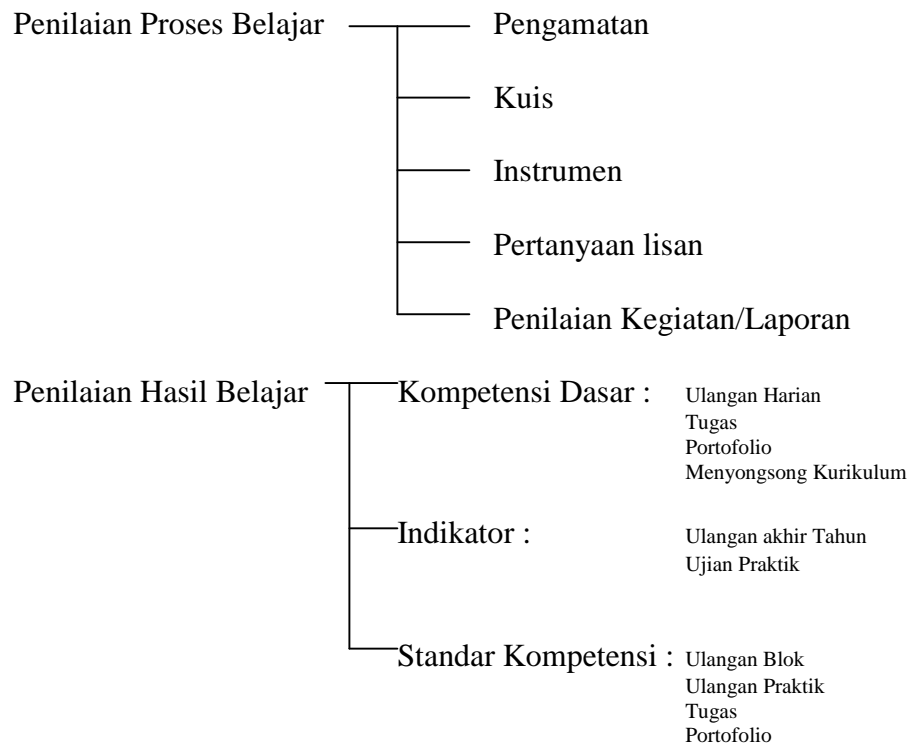 Penilaian Proses Belajar Pengamatan
Kuis
Instrumen
Pertanyaan lisan
Penilaian Kegiatan/Laporan
Penilaian Hasil Belajar Kompetensi Dasar : Ulangan Harian
Tugas
Portofolio
Menyongsong Kurikulum
Indikator : Ulangan akhir Tahun
Ujian Praktik
Standar Kompetensi : Ulangan Blok
Ulangan Praktik
Tugas
Portofolio